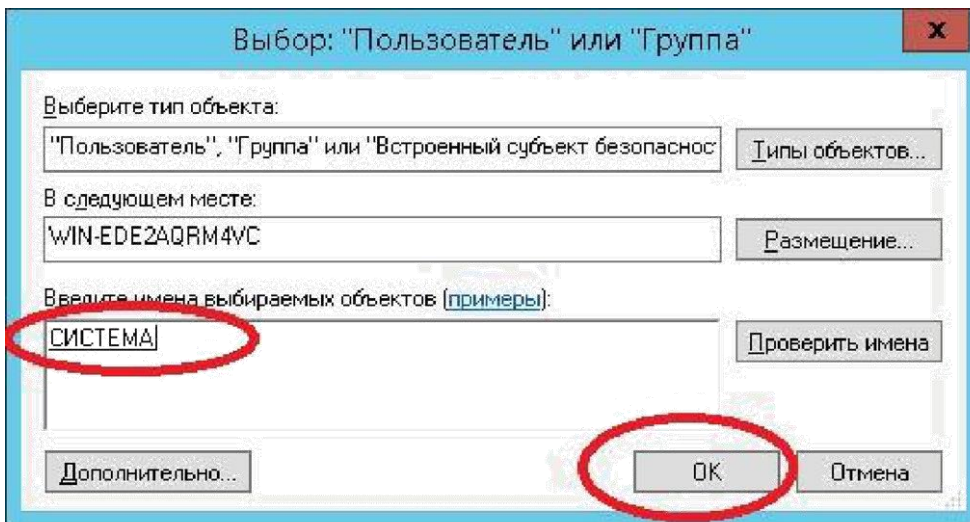 Выбор: "Пользователь" или "Группа"
x
Выберите тип объекта:
"Пользователь", "Группа" или "Встроенный субъект безопаснос
Типы объектов...
В следующем месте:
WIN-EDE2AQRM4VC
Размещение...
Введите имена выбираемых объектов (примеры):
СИСТЕМА
Проверить имена
Дополнительно...
ОК
Отмена